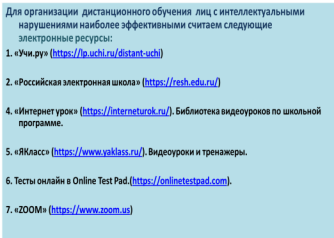 Для организации дистанционного обучения лиц с интеллектуальными
нарушениями наиболее эффективными считаем следующие
электронные ресурсы:
1. «Учи.ру» (https://lp.uchi.ru/distant-uchi)
2. «Российская электронная школа» (https://resh.edu.ru/)
4. «Интернет урок» (https://interneturok.ru/). Библиотека видеоуроков по школьной
программе.
5. «ЯКласс» (https://www.yaklass.ru/). Видеоуроки и тренажеры.
6. Тесты онлайн в Online Test Pad.(https://onlinetestpad.com).
7. «ZOOM» (https://www.zoom.us)